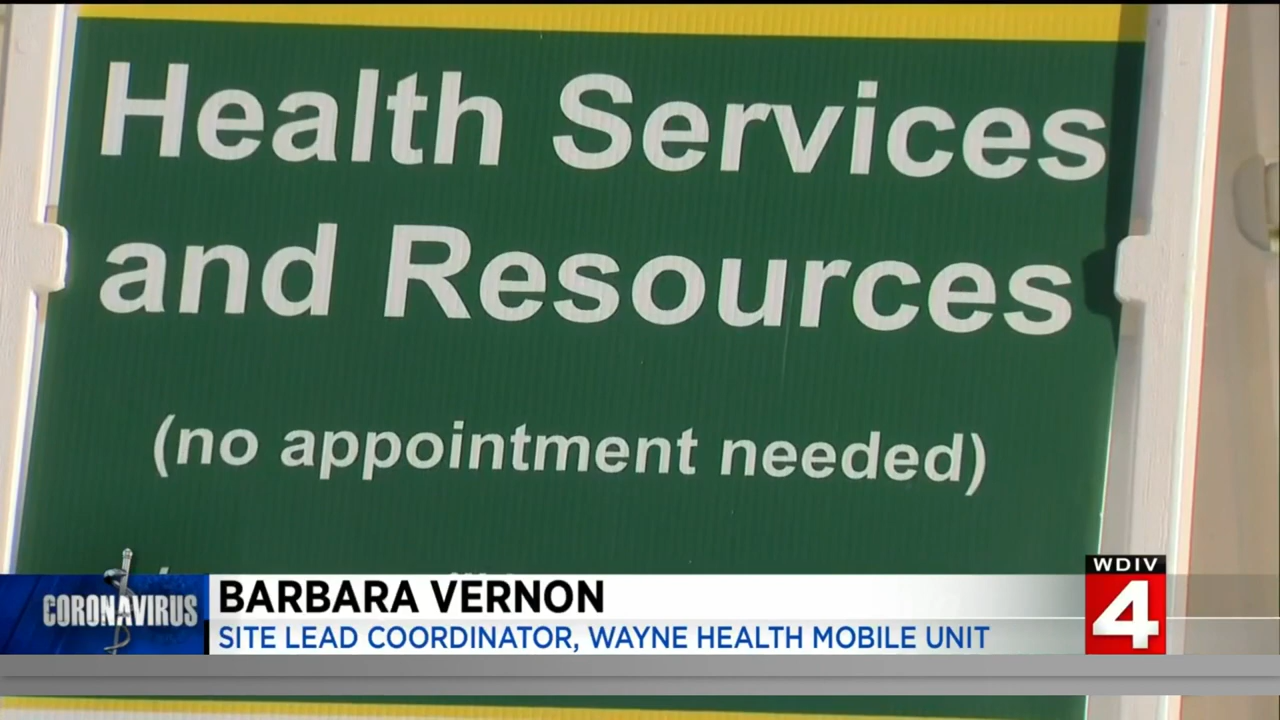 Health Services
and Resources
(no appointment needed)
CORONAVIRUS
BARBARA VERNON
SITE LEAD COORDINATOR, WAYNE HEALTH MOBILE UNIT
WDIV
4